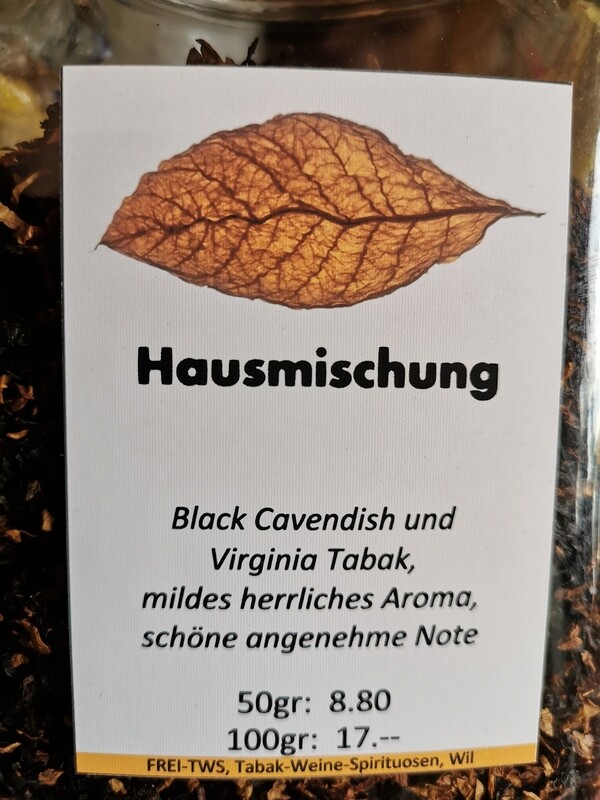 Hausmischung
Black Cavendish und
Virginia Tabak,
mildes herrliches Aroma,
schöne angenehme Note
50gr: 8.80
100gr: 17.--
FREI-TWS, Tabak-Weine-Spirituosen, Wil